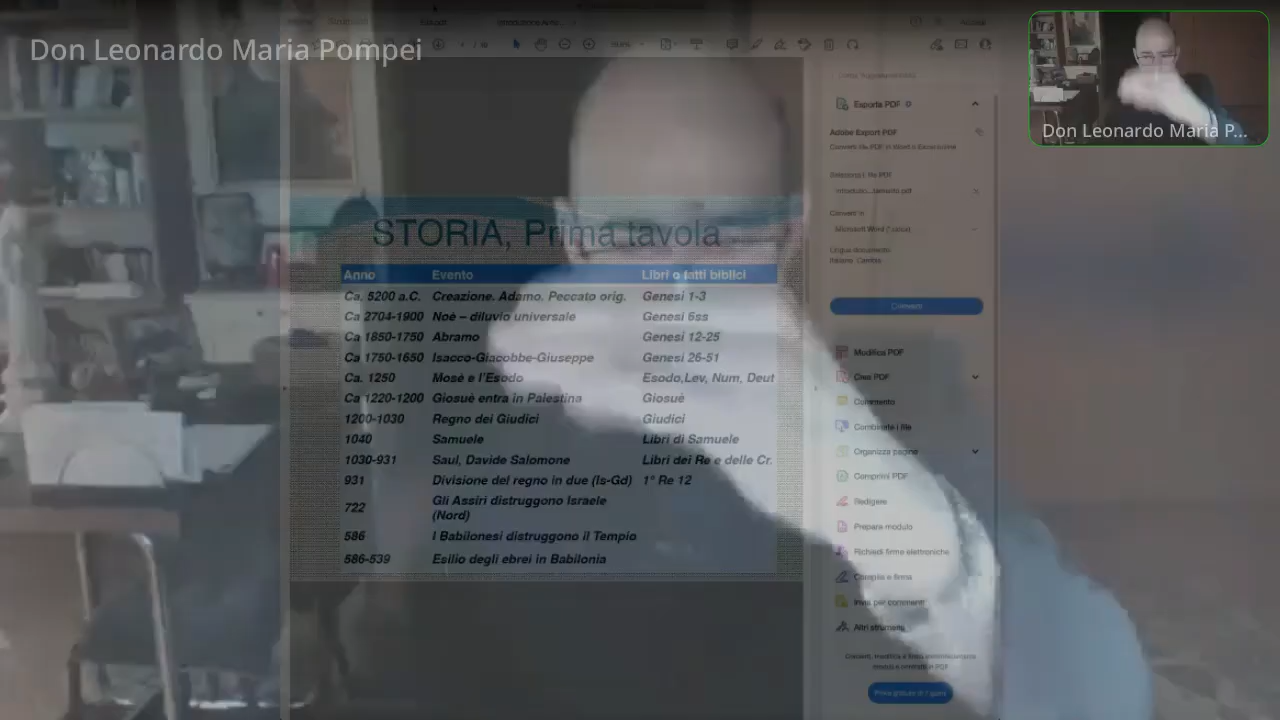 Don Leonardo Maria Pompei
Don Leonardo Maria P...
Esporta PDF
Adobe Export PDF
Microsoft Word (*.docx)
Converti
STORIA, Prima tavola
Anno Evento Libri o fatti biblici
Ca. 5200 a.C. Creazione. Adamo. Peccato orig. Genesi 1-3
Ca 2704-1900 Noè – diluvio universale Genesi 6ss
Ca 1850-1750 Abramo Genesi 12-25
Ca 1750-1650 Isacco-Giacobbe-Giuseppe Genesi 26-51
Ca. 1250 Mosè e l'Esodo Esodo,Lev, Num, Deut
Ca 1220-1200 Giosuè entra in Palestina Giosuè
1200-1030 Regno dei Giudici Giudici
1040 Samuele Libri di Samuele
1030-931 Saul, Davide Salomone Libri dei Re e delle Cr.
931 Divisione del regno in due (Is-Gd) 1° Re 12
722 Gli Assiri distruggono Israele
(Nord)
586 I Babilonesi distruggono il Tempio
586-539 Esilio degli ebrei in Babilonia
Modifica PDF
Crea PDF
Commento
Combinate i file
Organizza pagine
Comprimi PDF
Redigere
Prepara modulo
Richiedi firme elettroniche
Compila e firma
Invia per commenti
Altri strumenti